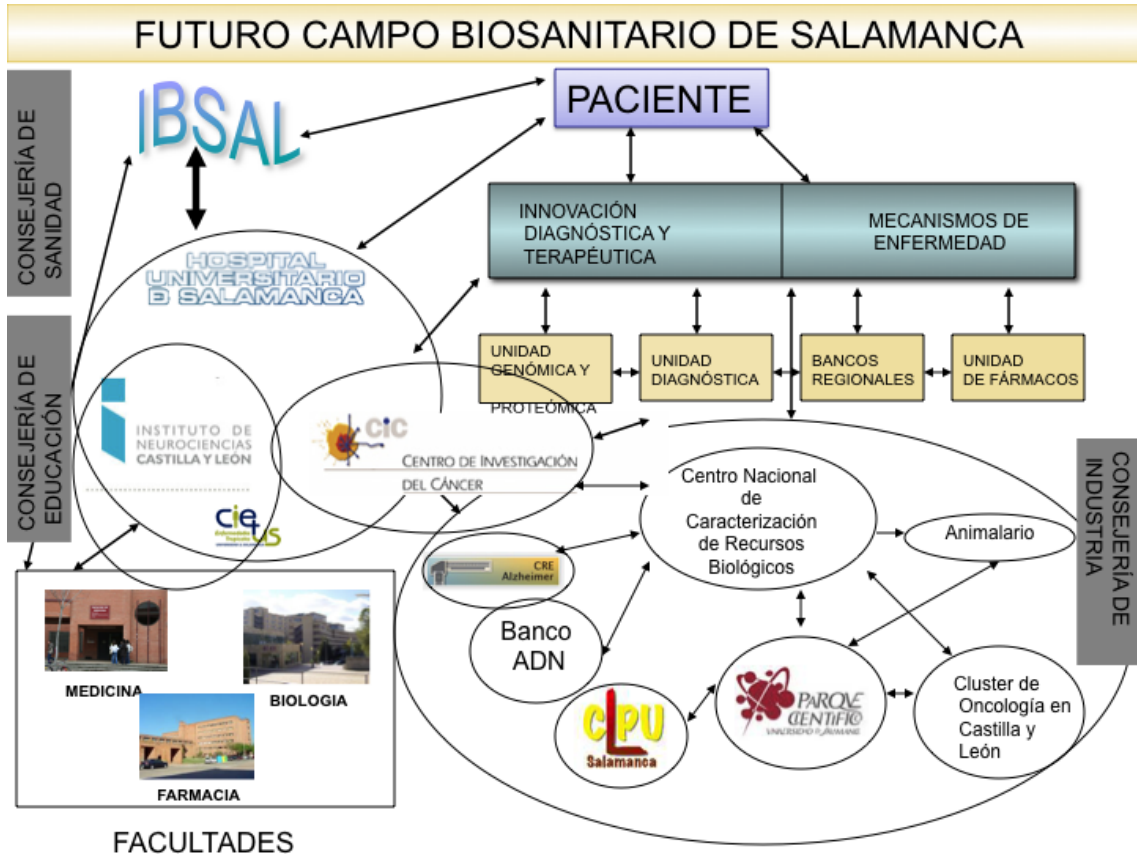 FUTURO CAMPO BIOSANITARIO DE SALAMANCA
CONSEJERÍA DE
SANIDAD
IBSAL
PACIENTE
INNOVACIÓN
DIAGNÓSTICA Y
TERAPÉUTICA
MECANISMOS DE
ENFERMEDAD
HOSPITAL
UNIVERSITARIO
D SALAMANCA
CONSEJERÍA DE
EDUCACIÓN
UNIDAD
GENÓMICA Y
PROTEÓMICA
UNIDAD
DIAGNÓSTICA
BANCOS
REGIONALES
UNIDAD
DE FÁRMACOS
INSTITUTO DE
NEUROCIENCIAS
CASTILLA Y LEÓN
cic
CENTRO DE INVESTIGACIÓN
DEL CÁNCER
cietus
CONSEJERÍA DE
INDUSTRIA
Centro Nacional
de
Caracterización
de Recursos
Biológicos
Animalario
CRE
Alzheimer
Banco
ADN
CLPU
Salamanca
PARQUE
CIENTÍFICO
Cluster de
Oncología en
Castilla y
León
MEDICINA
BIOLOGIA
FARMACIA
FACULTADES